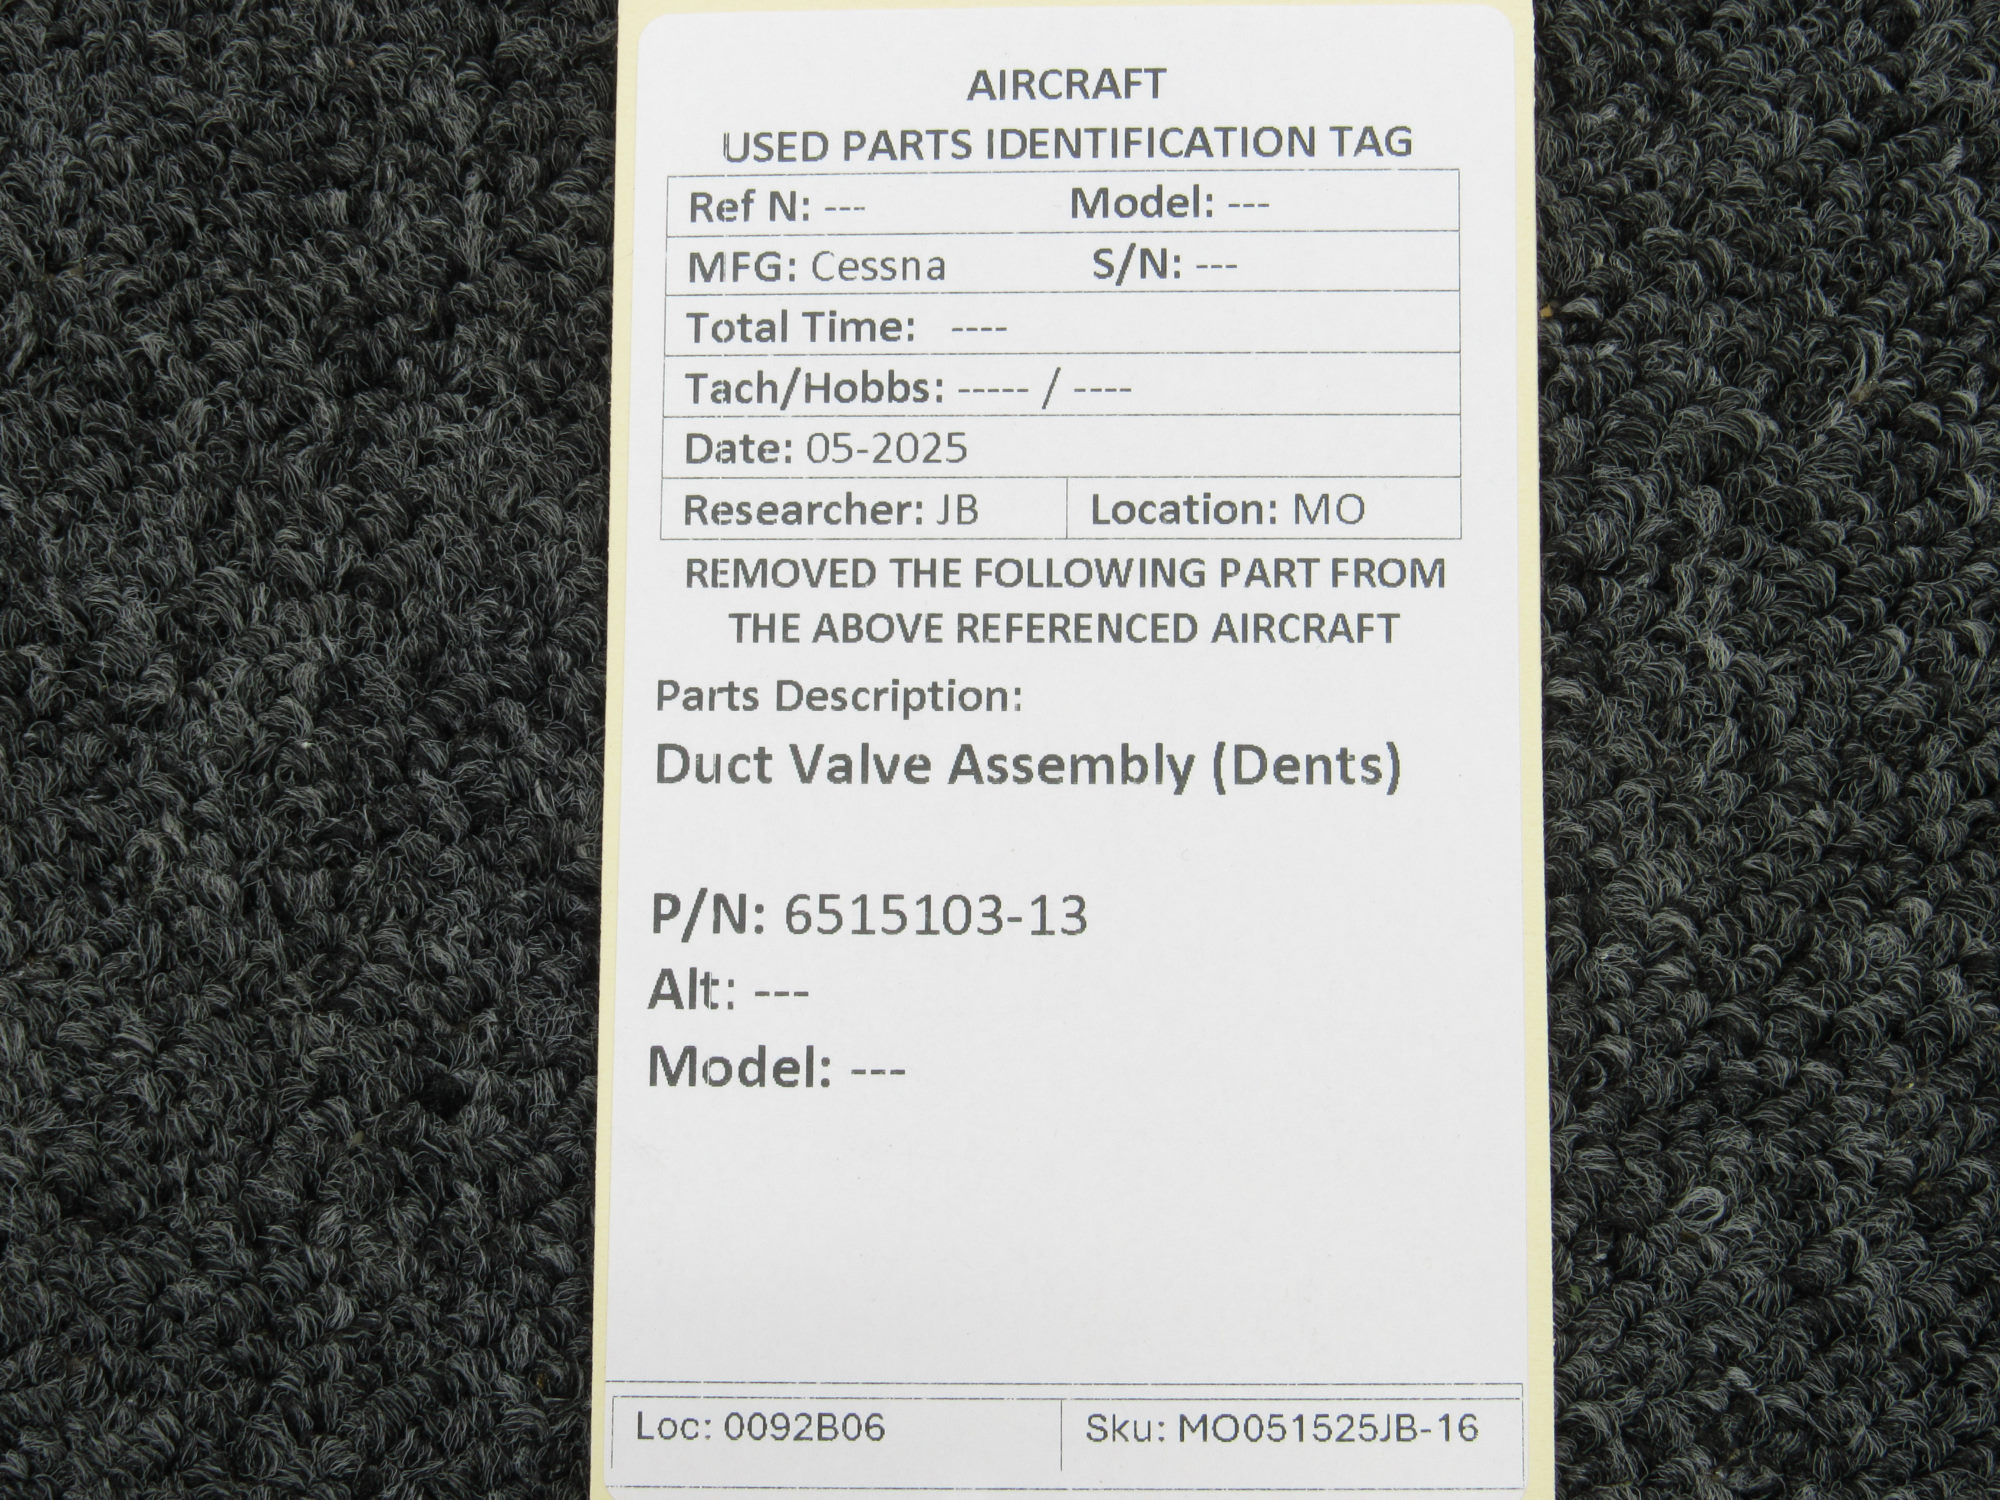 AIRCRAFT
USED PARTS IDENTIFICATION TAG
Ref N: --- Model: ---
MFG: Cessna S/N: ---
Total Time: ----
Tach/Hobbs: ----- / ----
Date: 05-2025
Researcher: JB Location: MO
REMOVED THE FOLLOWING PART FROM
THE ABOVE REFERENCED AIRCRAFT
Parts Description:
Duct Valve Assembly (Dents)
P/N: 6515103-13
Alt: ---
Model: ---
Loc: 0092B06 Sku: MO051525JB-16